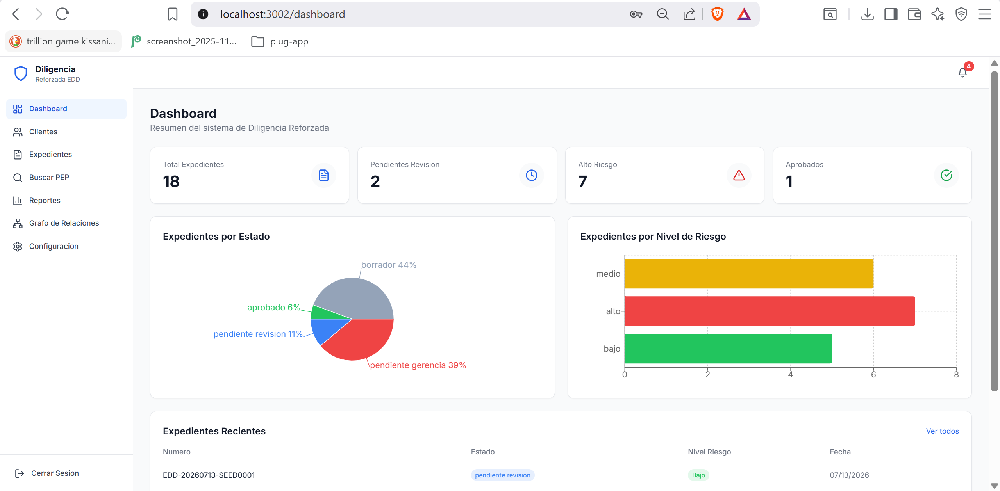 localhost:3002/dashboard
trillion game kissani...
screenshot_2025-11...
plug-app
Diligencia
Reforzada EDD
4
Dashboard
Clientes
Expedientes
Buscar PEP
Reportes
Grafo de Relaciones
Configuracion
Cerrar Sesion
Dashboard
Resumen del sistema de Diligencia Reforzada
Total Expedientes
18
Pendientes Revision
2
Alto Riesgo
7
Aprobados
1
Expedientes por Estado
borrador 44%
aprobado 6%
pendiente revision 11%
pendiente gerencia 39%
Expedientes por Nivel de Riesgo
medio
alto
bajo
0 2 4 6 8
Expedientes Recientes
Ver todos
Numero Estado Nivel Riesgo Fecha
EDD-20260713-SEED0001 pendiente revision Bajo 07/13/2026